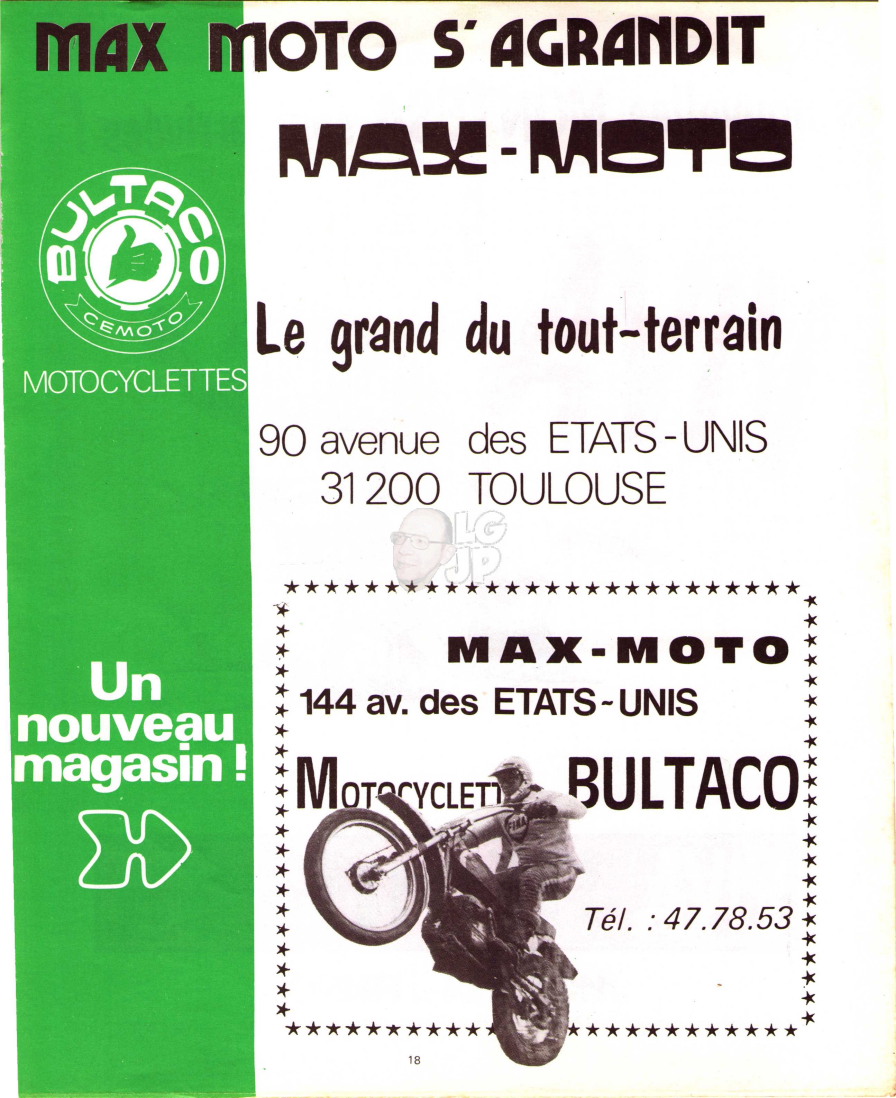 MAX MOTO S'AGRANDIT
MAX-MOTO
BULTACO
CEMOTO
MOTOCYCLETTES
Le grand du tout-terrain
90 avenue des ETATS-UNIS
31200 TOULOUSE
LG
JP
Un
nouveau
magasin !
MAX-MOTO
144 av. des ETATS-UNIS
MOTOCYCLETT BULTACO
Tél. : 47.78.53
18